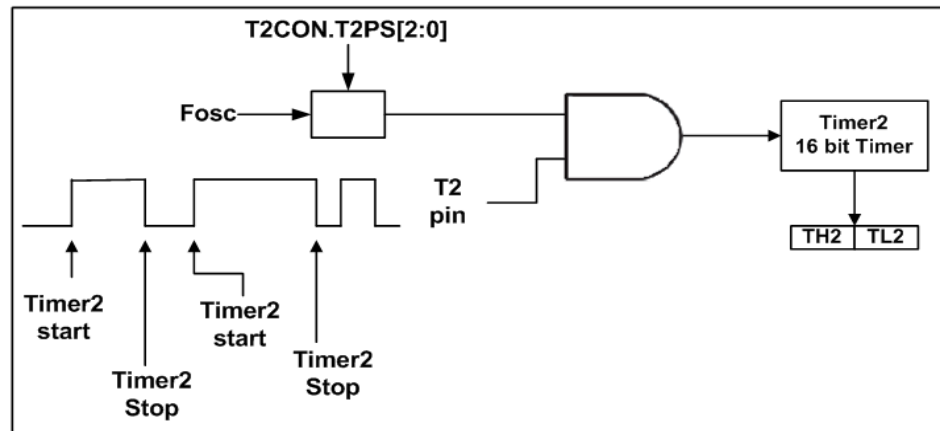 T2CON.T2PS[2:0]
Fosc
Timer2
16 bit Timer
T2
pin
TH2 TL2
Timer2
start
Timer2
Stop
Timer2
start
Timer2
Stop